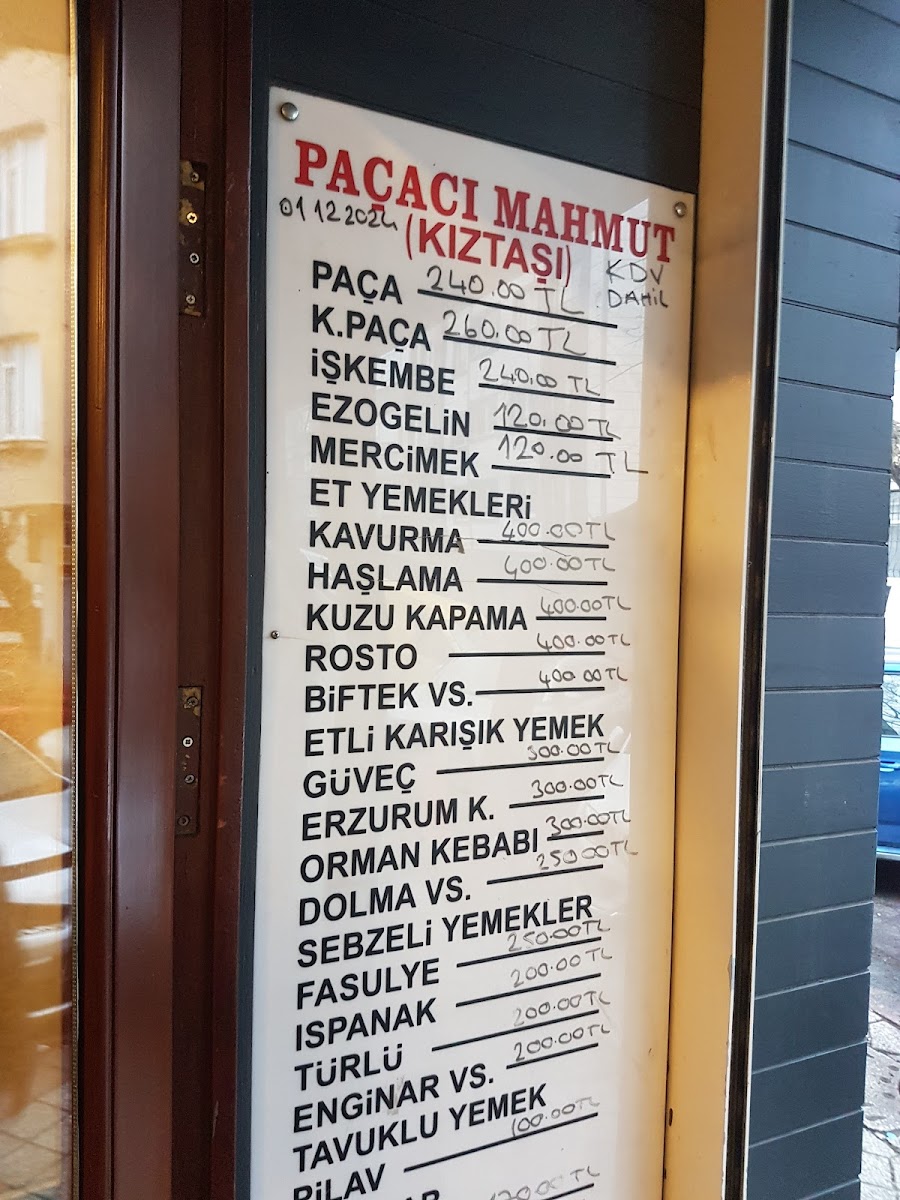 PAÇACI MAHMUT
01 12 2024 (KIZTAŞI) KDV DAHİL
PAÇA 240.00 TL
K.PAÇA 260.00 TL
İŞKEMBE 240.00 TL
EZOGELİN 120.00 TL
MERCİMEK 120.00 TL
ET YEMEKLERİ
KAVURMA 400.00TL
HAŞLAMA 400.00TL
KUZU KAPAMA 400.00TL
ROSTO 400.00TL
BİFTEK VS. 400.00TL
ETLİ KARIŞIK YEMEK
GÜVEÇ 300.00TL
ERZURUM K. 300.00TL
ORMAN KEBABI 300.00TL
DOLMA VS. 250.00TL
SEBZELİ YEMEKLER
FASULYE 250.00TL
ISPANAK 200.00TL
TÜRLÜ 200.00TL
ENGİNAR VS. 200.00TL
TAVUKLU YEMEK
PİLAV 100.00TL